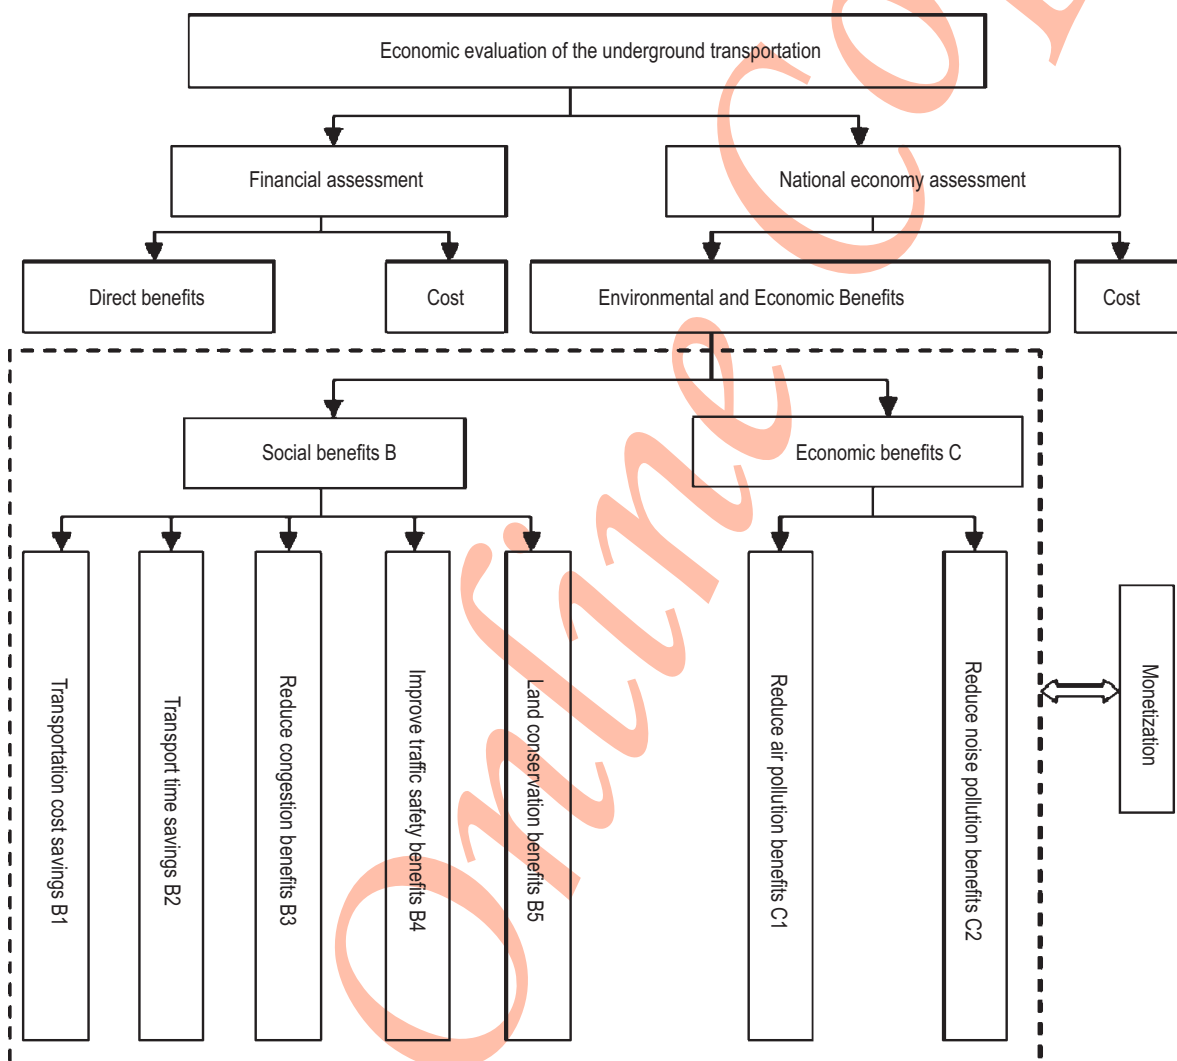 Economic evaluation of the underground transportation
Financial assessment
National economy assessment
Direct benefits
Cost
Environmental and Economic Benefits
Cost
Social benefits B
Economic benefits C
Transportation cost savings B1
Transport time savings B2
Reduce congestion benefits B3
Improve traffic safety benefits B4
Land conservation benefits B5
Reduce air pollution benefits C1
Reduce noise pollution benefits C2
Monetization
Online